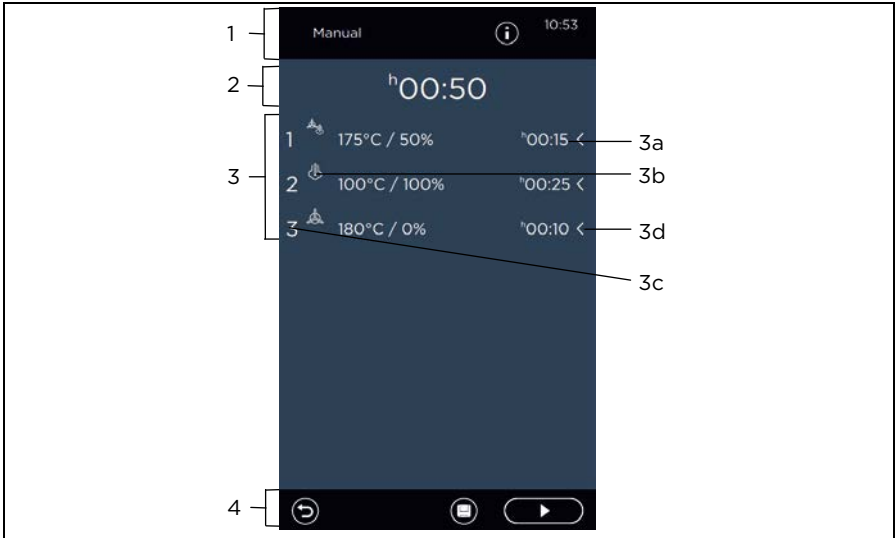 1 Manual 10:53
2 h00:50
3
1 175°C / 50% h00:15 3a
3b
2 100°C / 100% h00:25
3 180°C / 0% h00:10 3d
3c
4